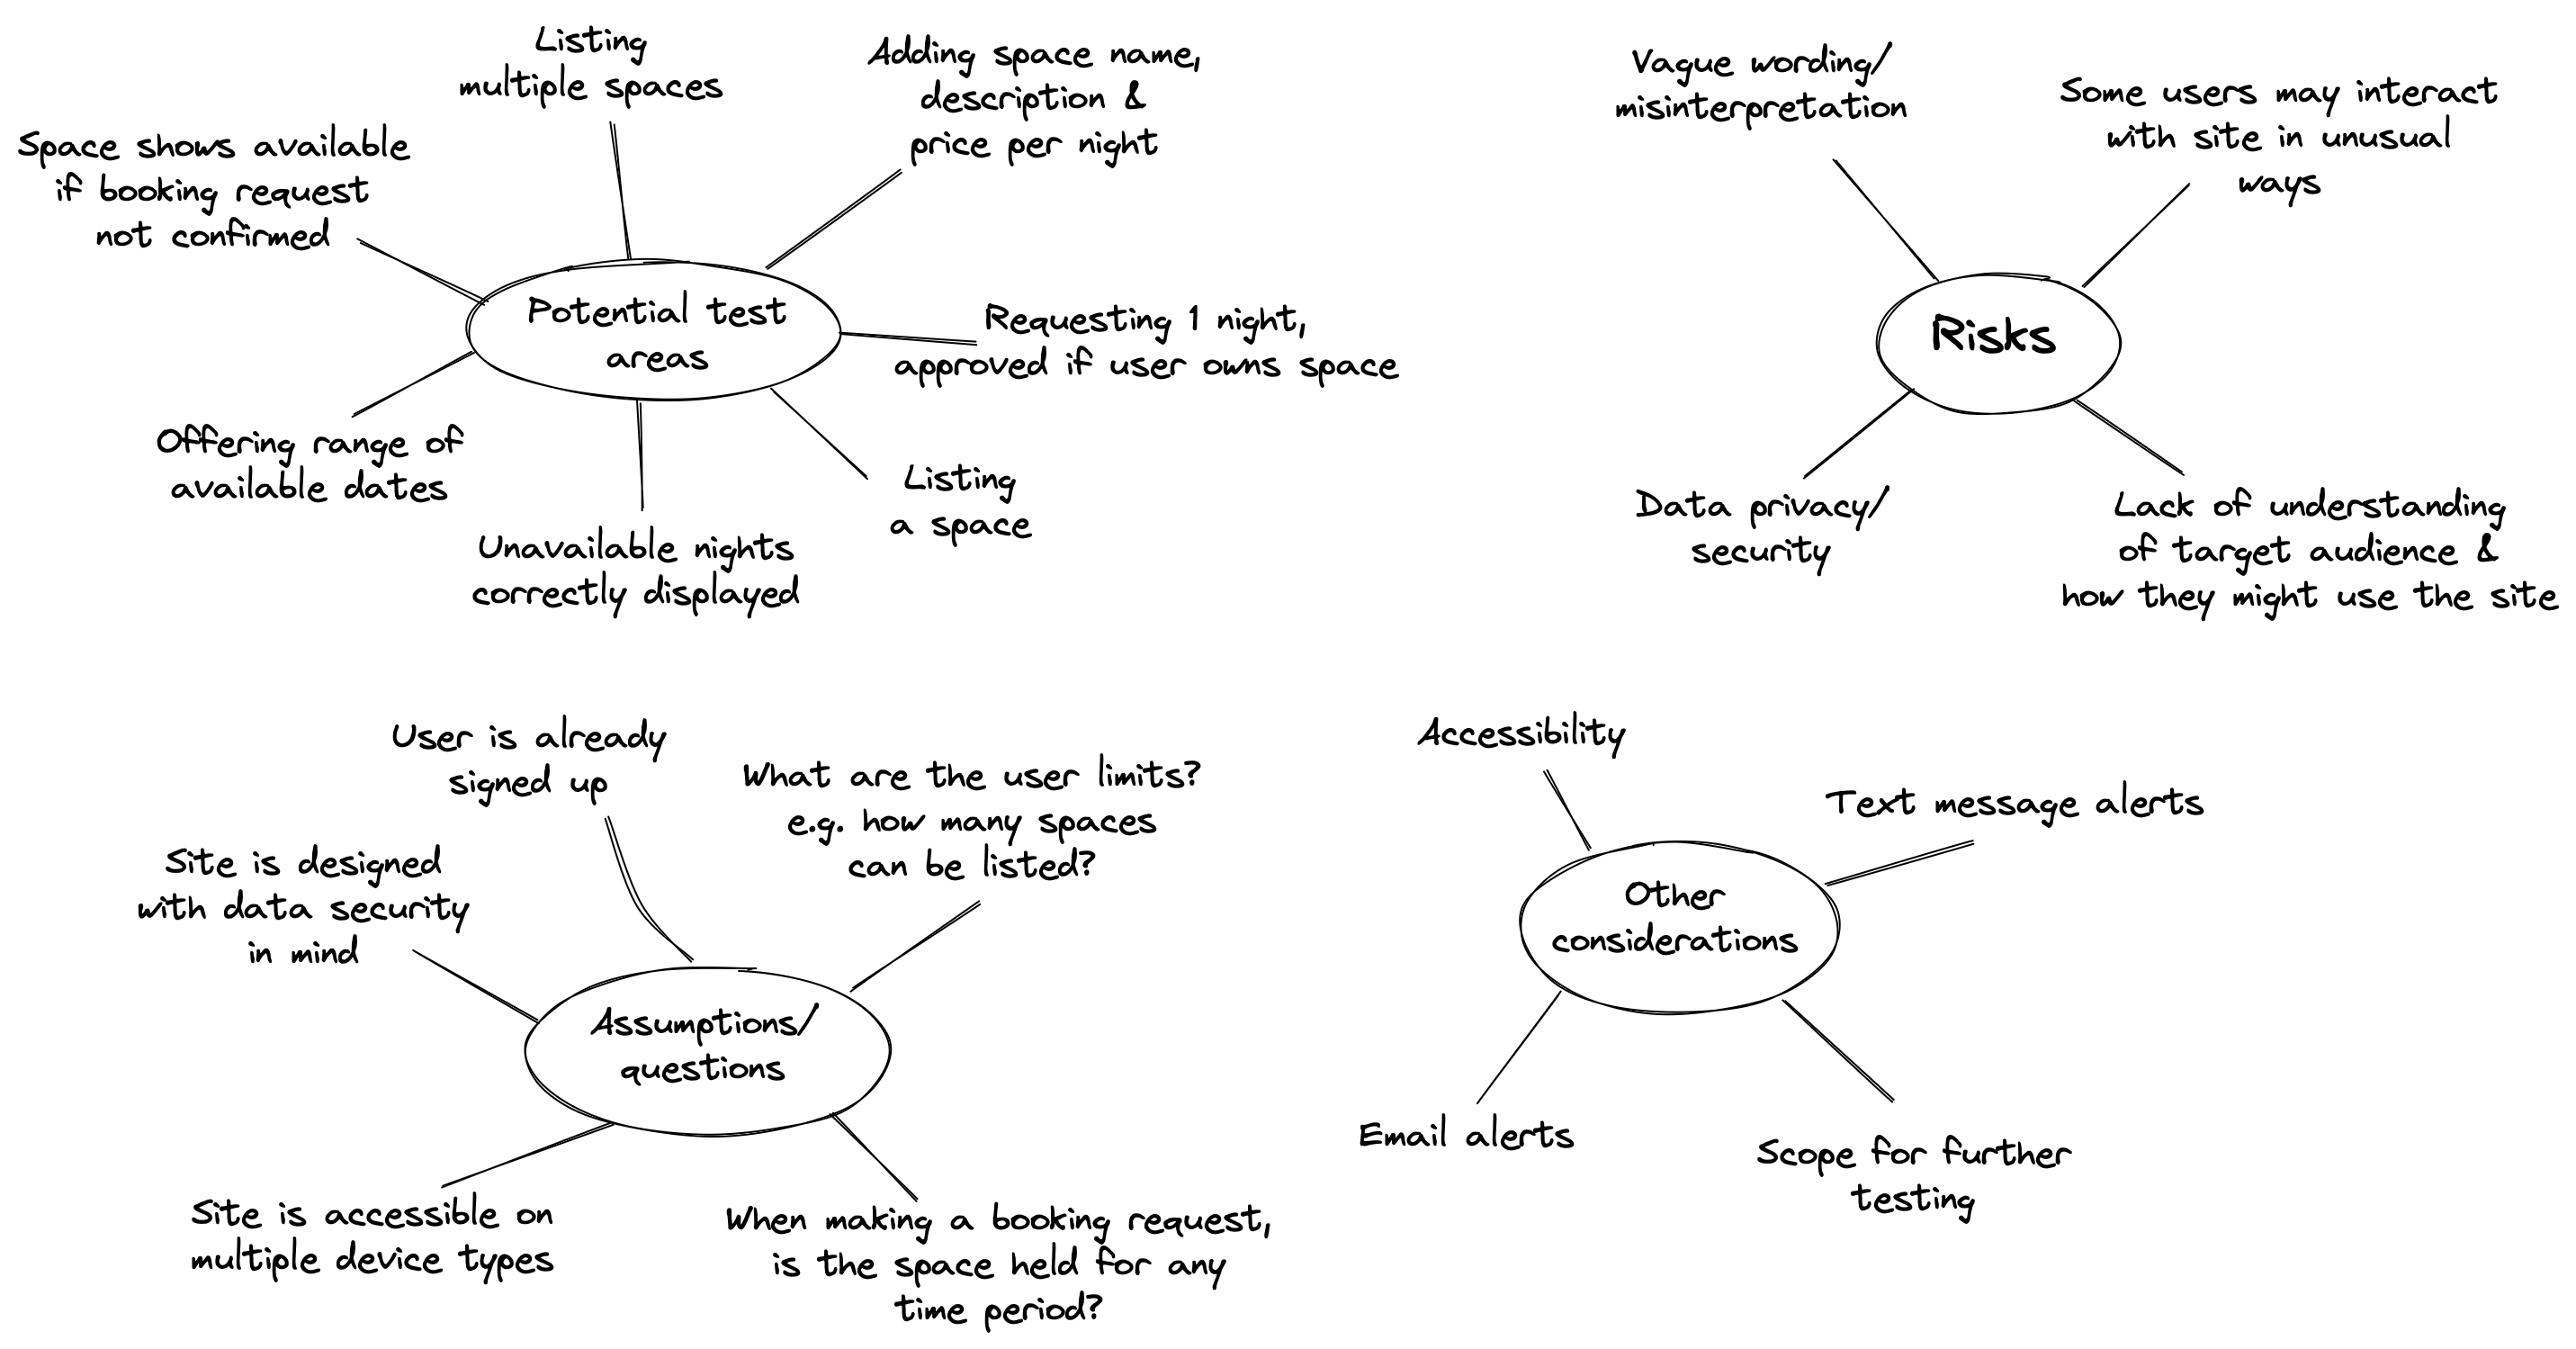 Listing
multiple spaces
Adding space name,
description &
price per night
Space shows available
if booking request
not confirmed
Potential test
areas
Requesting 1 night,
approved if user owns space
Offering range of
available dates
Listing
a space
Unavailable nights
correctly displayed
Vague wording/
misinterpretation
Some users may interact
with site in unusual
ways
Risks
Data privacy/
security
Lack of understanding
of target audience &
how they might use the site
User is already
signed up
What are the user limits?
e.g. how many spaces
can be listed?
Site is designed
with data security
in mind
Assumptions/
questions
Site is accessible on
multiple device types
When making a booking request,
is the space held for any
time period?
Accessibility
Text message alerts
Other
considerations
Email alerts
Scope for further
testing